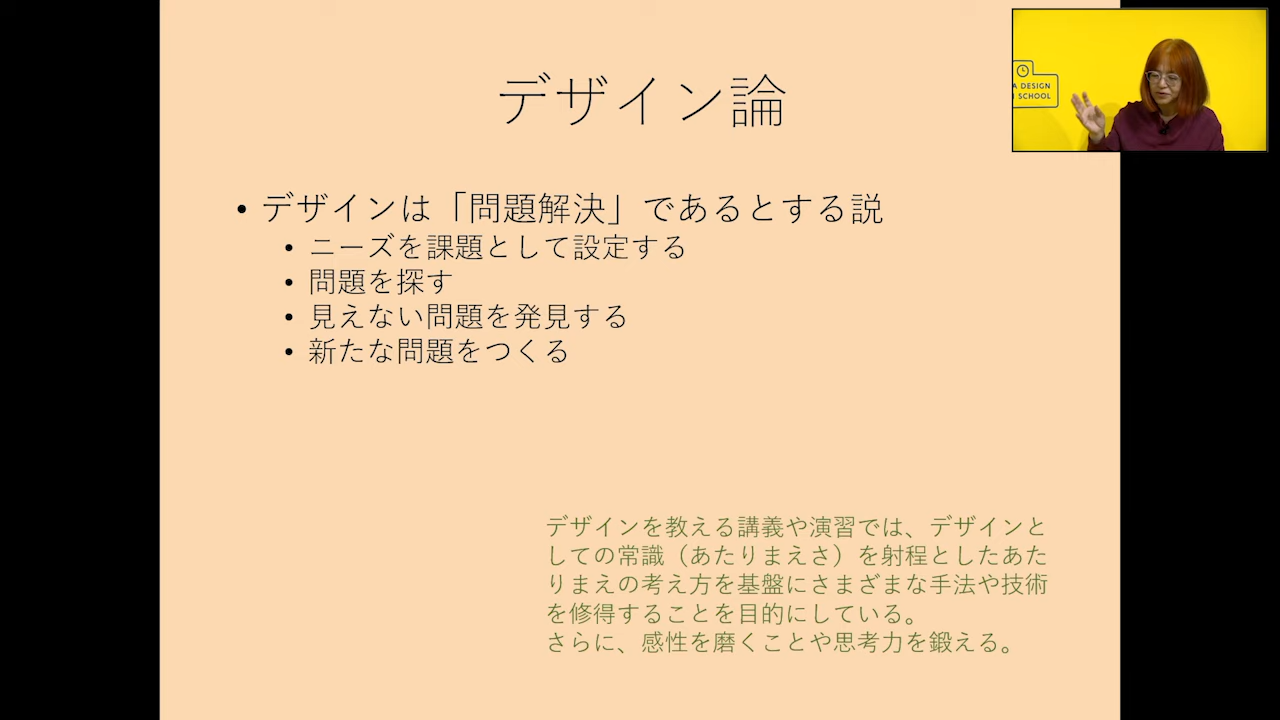 デザイン論
A DESIGN
SCHOOL
• デザインは「問題解決」であるとする説
• ニーズを課題として設定する
• 問題を探す
• 見えない問題を発見する
• 新たな問題をつくる
デザインを教える講義や演習では、デザインと
しての常識（あたりまえさ）を射程としたあた
りまえの考え方を基盤にさまざまな手法や技術
を修得することを目的にしている。
さらに、感性を磨くことや思考力を鍛える。